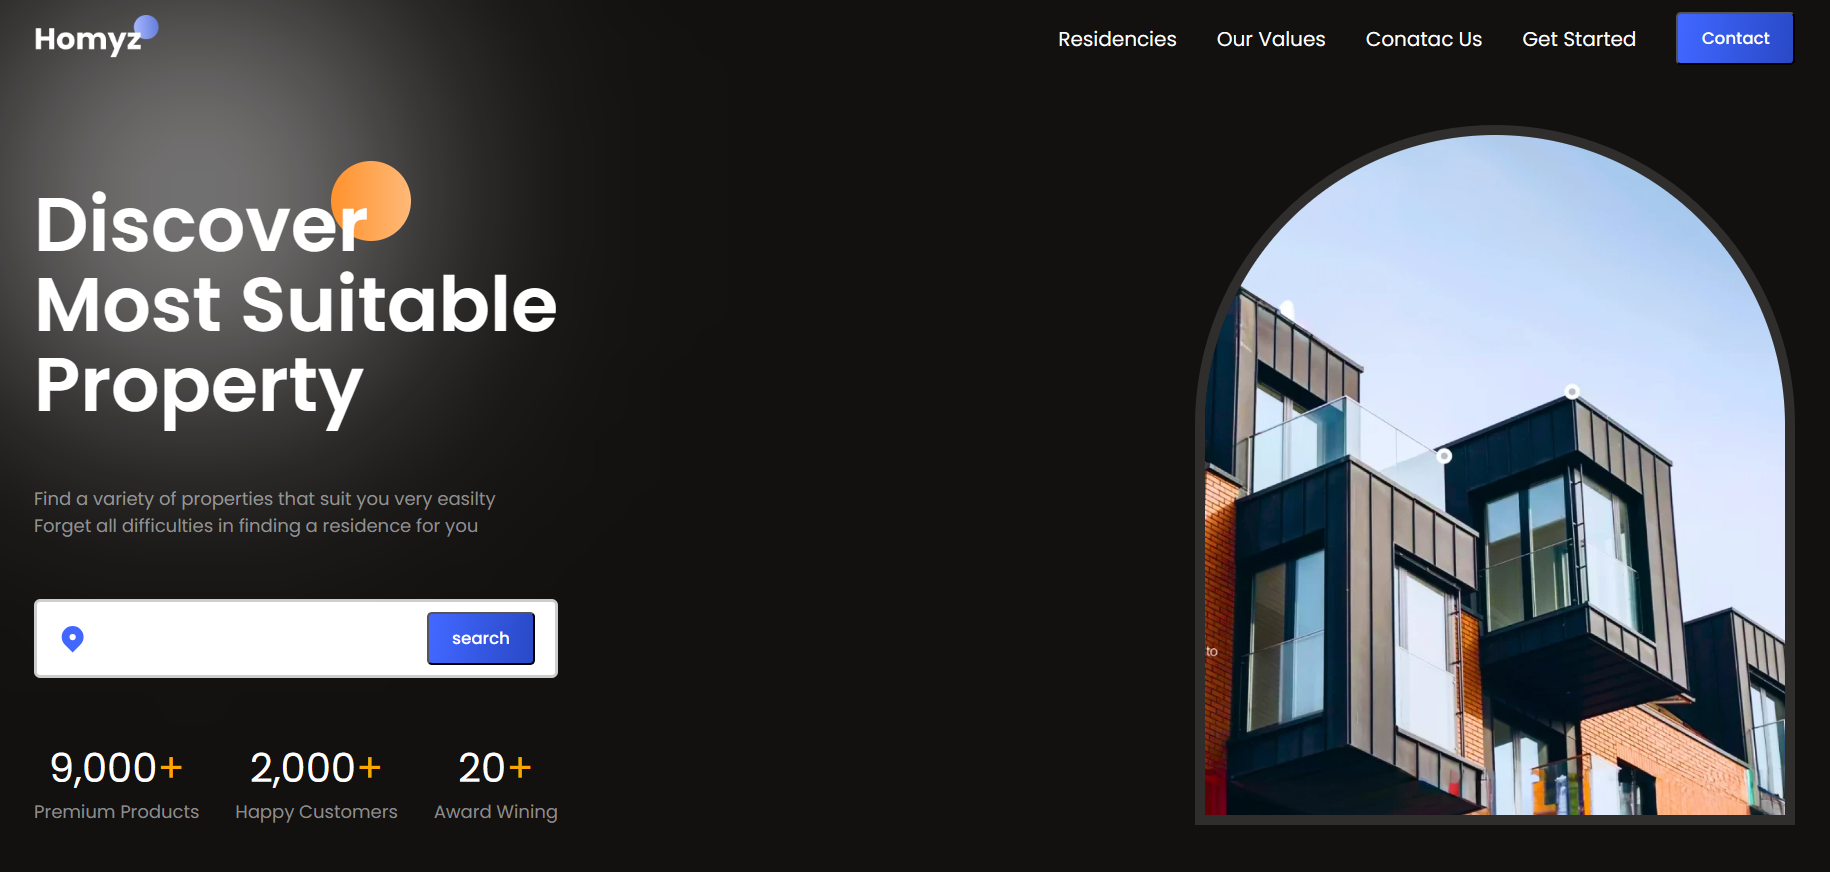 Homyz
Residencies
Our Values
Conatac Us
Get Started
Contact
Discover
Most Suitable
Property
Find a variety of properties that suit you very easilty
Forget all difficulties in finding a residence for you
search
9,000+
2,000+
20+
Premium Products
Happy Customers
Award Wining
to